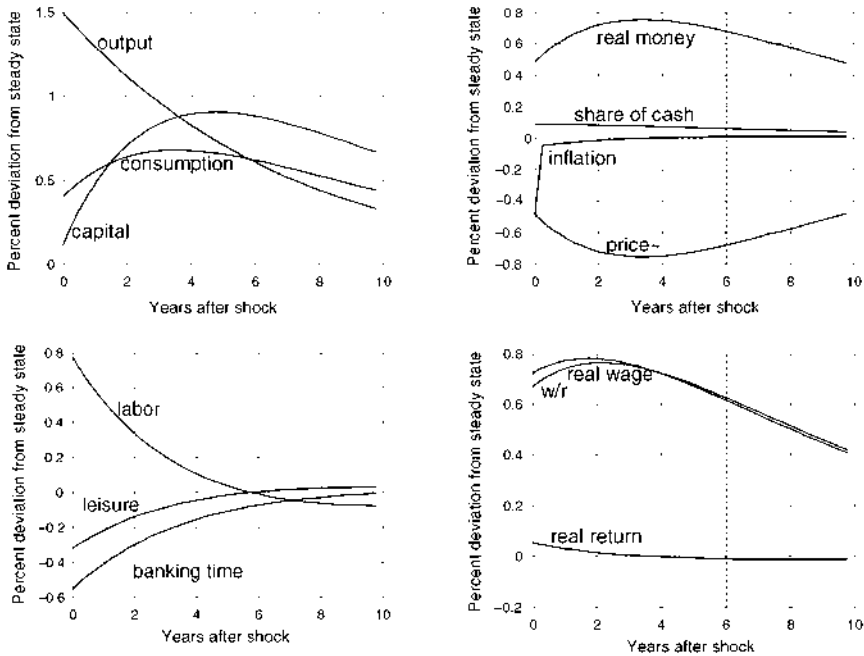 Percent deviation from steady state
1.5
1
0.5
1
0
2
4
6
8
10
Years after shock
output
consumption
capital
Percent deviation from steady state
0.8
0.6
0.4
0.2
0
−0.2
−0.4
−0.6
−0.8
0
2
4
6
8
10
Years after shock
real money
share of cash
inflation
price~
Percent deviation from steady state
0.8
0.6
0.4
0.2
0
−0.2
−0.4
−0.6
0
2
4
6
8
10
Years after shock
labor
leisure
banking time
Percent deviation from steady state
0.8
0.6
0.4
0.2
0
−0.2
0
2
4
6
8
10
Years after shock
real wage
w/r
real return